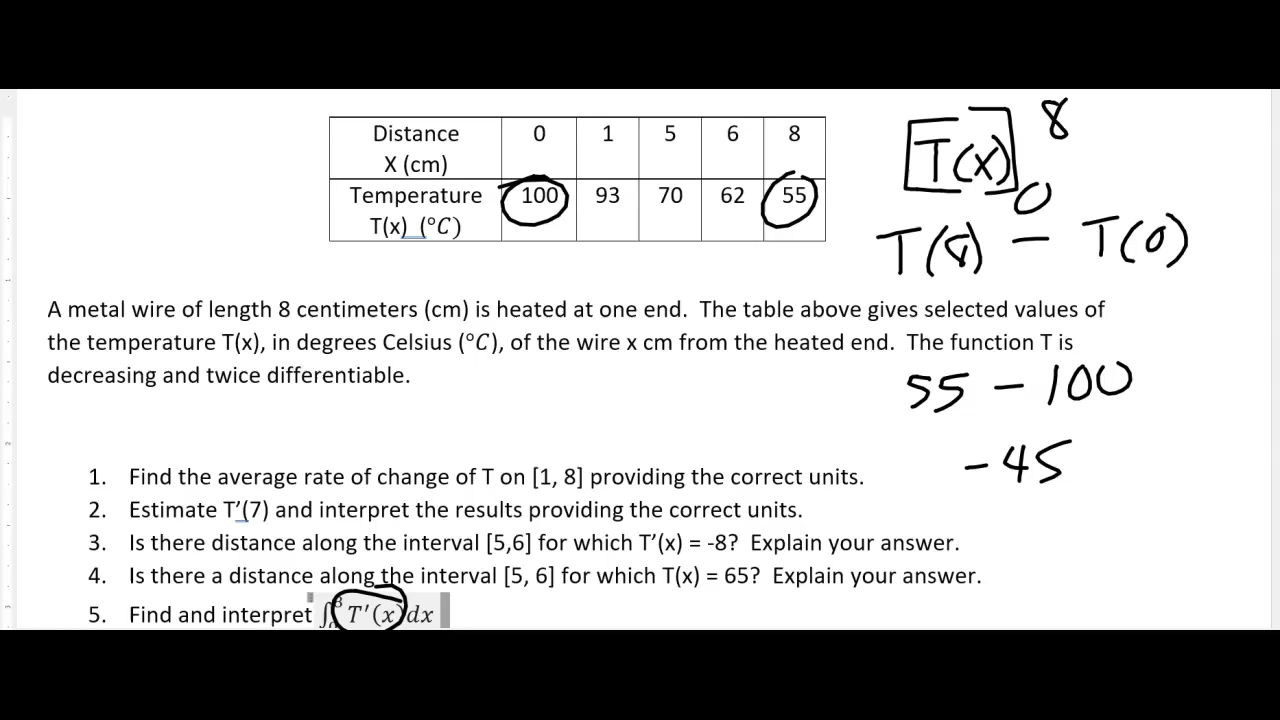 Distance 0 1 5 6 8
X (cm)
Temperature 100 93 70 62 55
T(x) (°C)
[T(x)] 8
0
T(8) - T(0)
A metal wire of length 8 centimeters (cm) is heated at one end. The table above gives selected values of
the temperature T(x), in degrees Celsius (°C), of the wire x cm from the heated end. The function T is
decreasing and twice differentiable.
55 - 100
-45
1. Find the average rate of change of T on [1, 8] providing the correct units.
2. Estimate T’(7) and interpret the results providing the correct units.
3. Is there distance along the interval [5,6] for which T’(x) = -8? Explain your answer.
4. Is there a distance along the interval [5, 6] for which T(x) = 65? Explain your answer.
5. Find and interpret ∫₀⁸ T′(x)dx